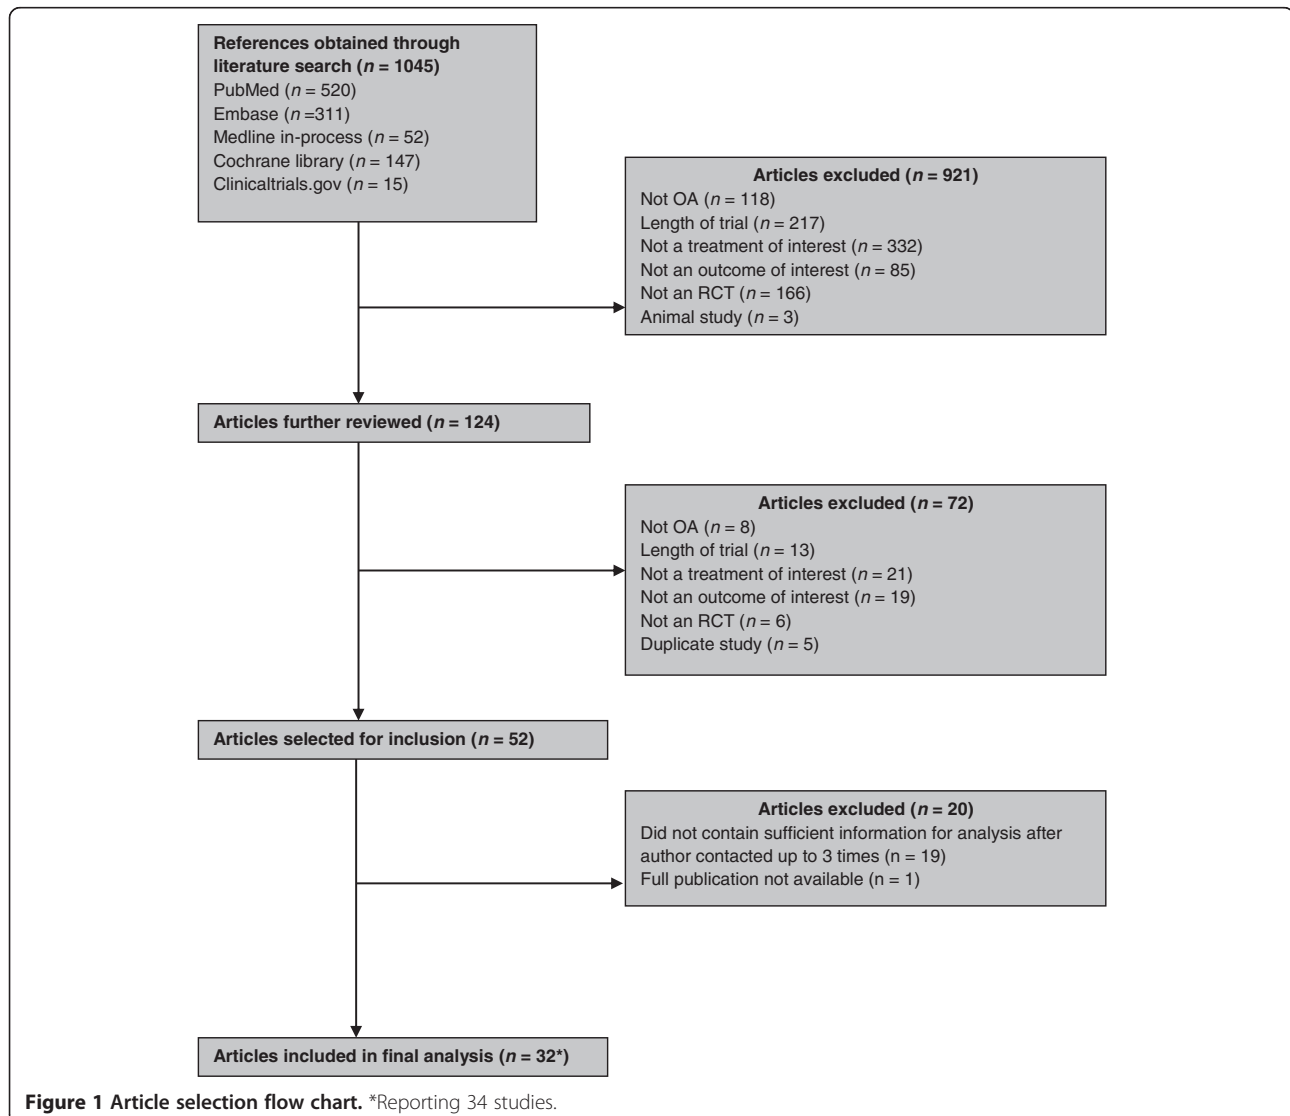 References obtained through
literature search (n = 1045)
PubMed (n = 520)
Embase (n =311)
Medline in-process (n = 52)
Cochrane library (n = 147)
Clinicaltrials.gov (n = 15)
Articles excluded (n = 921)
Not OA (n = 118)
Length of trial (n = 217)
Not a treatment of interest (n = 332)
Not an outcome of interest (n = 85)
Not an RCT (n = 166)
Animal study (n = 3)
Articles further reviewed (n = 124)
Articles excluded (n = 72)
Not OA (n = 8)
Length of trial (n = 13)
Not a treatment of interest (n = 21)
Not an outcome of interest (n = 19)
Not an RCT (n = 6)
Duplicate study (n = 5)
Articles selected for inclusion (n = 52)
Articles excluded (n = 20)
Did not contain sufficient information for analysis after
author contacted up to 3 times (n = 19)
Full publication not available (n = 1)
Articles included in final analysis (n = 32*)
Figure 1 Article selection flow chart. *Reporting 34 studies.